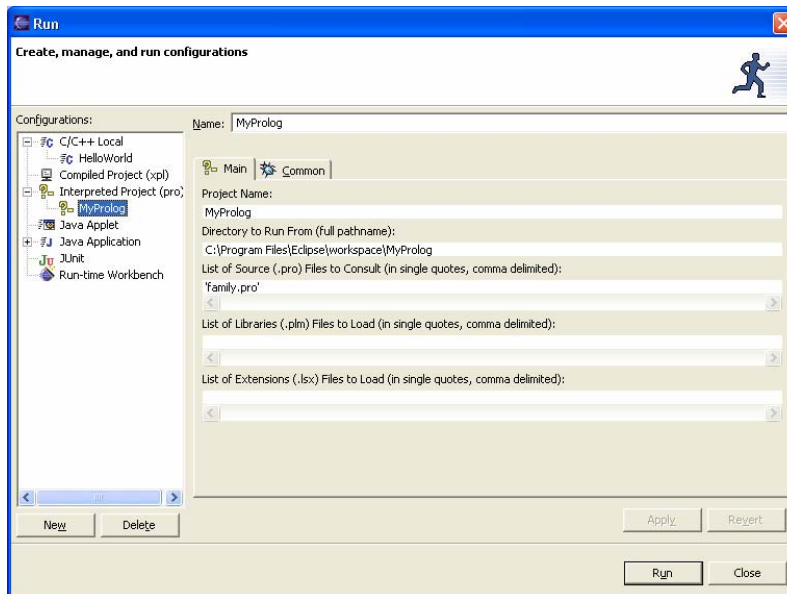 Run
Create, manage, and run configurations
Configurations:
C/C++ Local
HelloWorld
Compiled Project (xpl)
Interpreted Project (pro)
MyProlog
Java Applet
Java Application
JUnit
Run-time Workbench
New
Delete
Name: MyProlog
Main
Common
Project Name:
MyProlog
Directory to Run From (full pathname):
C:\Program Files\Eclipse\workspace\MyProlog
List of Source (.pro) Files to Consult (in single quotes, comma delimited):
'family.pro'
List of Libraries (.plm) Files to Load (in single quotes, comma delimited):
List of Extensions (.lsx) Files to Load (in single quotes, comma delimited):
Apply
Revert
Run
Close